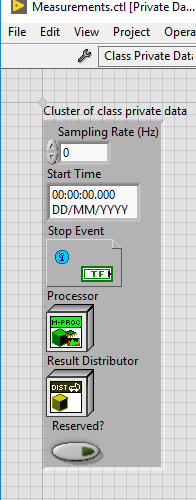 Measurements.ctl [Private Da...
File Edit View Project Opera
Class Private Data
Cluster of class private data
Sampling Rate (Hz)
0
Start Time
00:00:00.000
DD/MM/YYYY
Stop Event
TF
Processor
M-PROC
Result Distributor
DIST
Reserved?